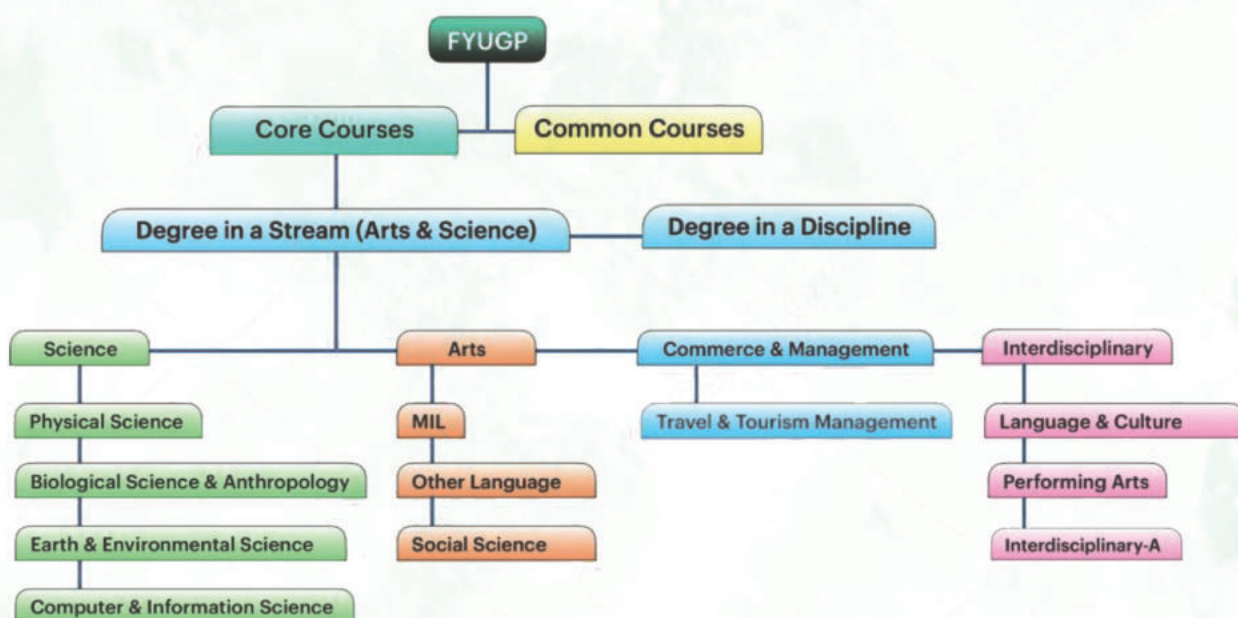 FYUGP
Core Courses
Common Courses
Degree in a Stream (Arts & Science)
Degree in a Discipline
Science
Arts
Commerce & Management
Interdisciplinary
Physical Science
MIL
Travel & Tourism Management
Language & Culture
Biological Science & Anthropology
Other Language
Performing Arts
Earth & Environmental Science
Social Science
Interdisciplinary-A
Computer & Information Science